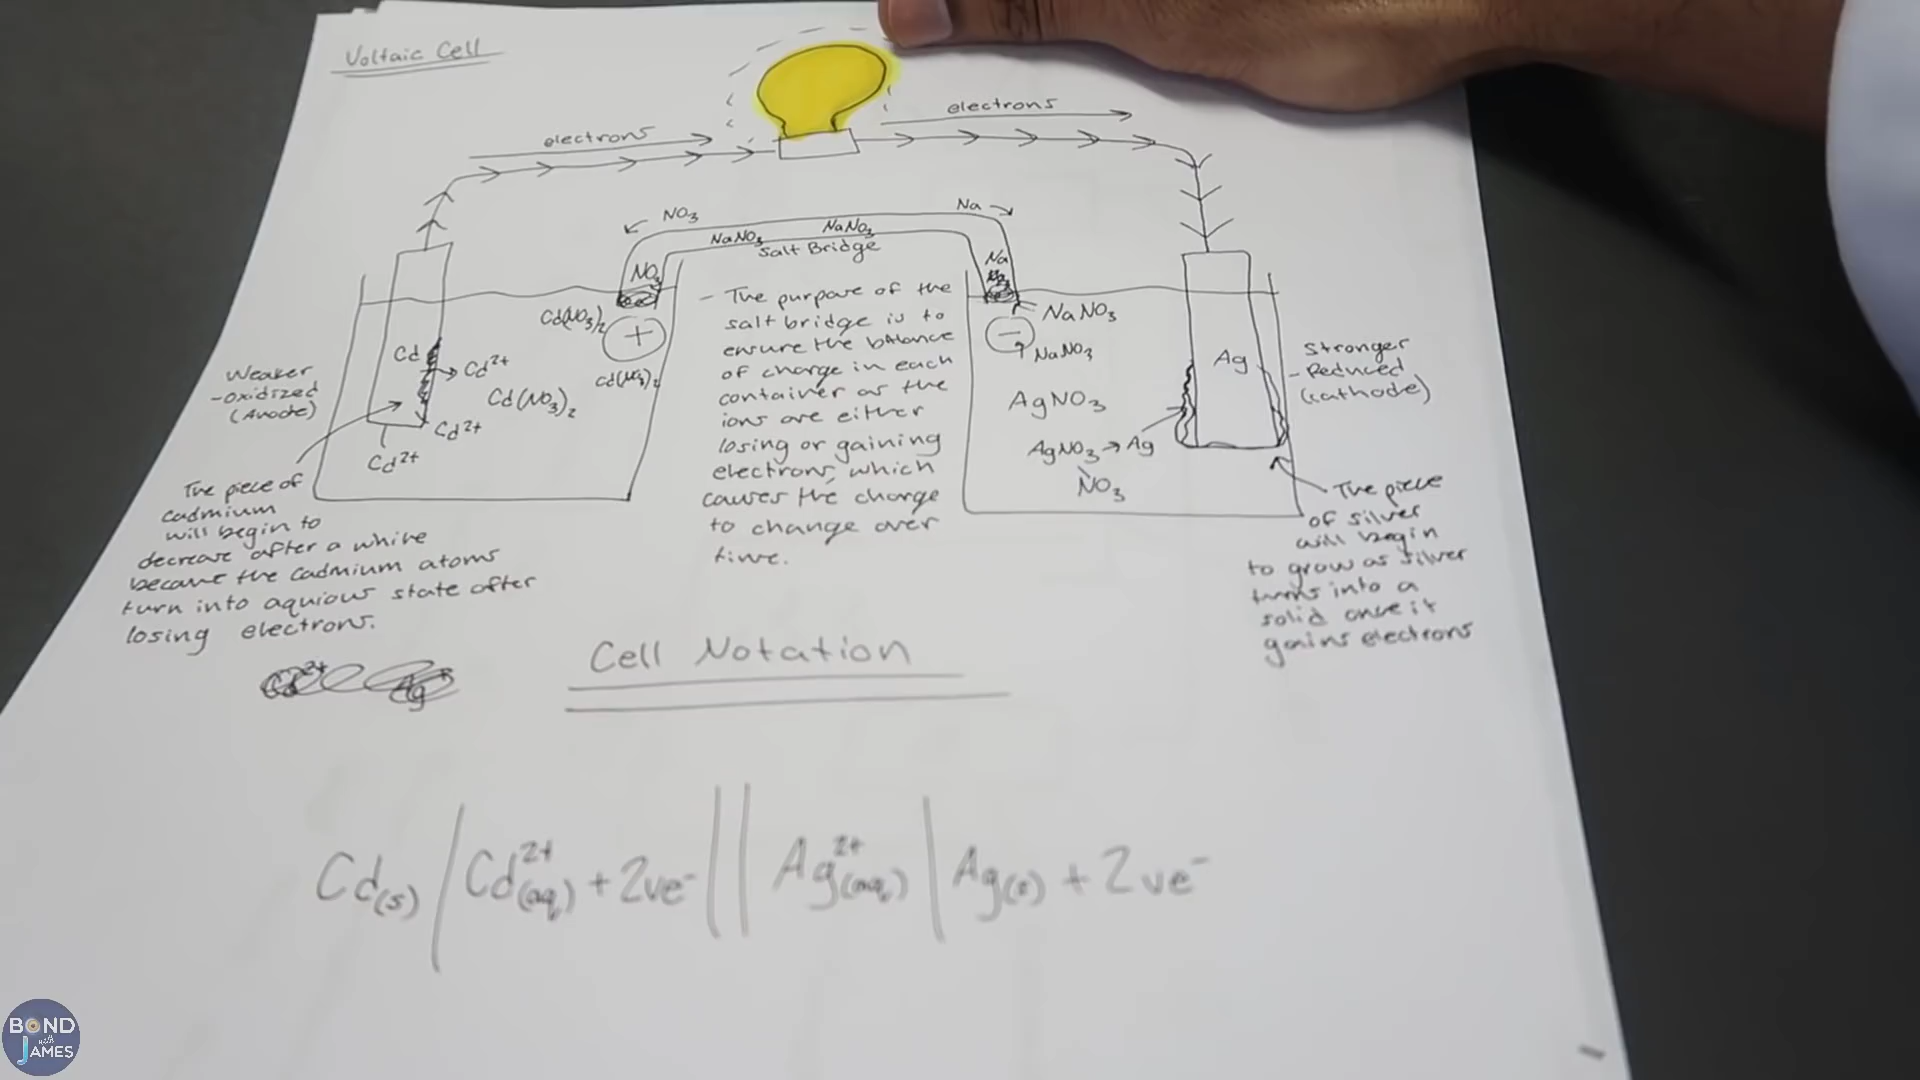 Voltaic Cell
electrons
electrons
NO3
Na
NaNO3
NaNO3
Salt Bridge
NO3
Na
Cd(NO3)2
+
Cd(NO3)2
Cd
Cd2+
Cd(NO3)2
Cd2+
Cd2+
Weaker
-oxidized
(Anode)
The piece of
cadmium
will begin to
decrease after a while
because the cadmium atoms
turn into aquious state after
losing electrons.
- The purpose of the
salt bridge is to
ensure the balance
of charge in each
container as the
ions are either
losing or gaining
electrons, which
causes the charge
to change over
time.
NaNO3
-
NaNO3
AgNO3
AgNO3 → Ag
NO3
Ag
Stronger
- Reduced
(cathode)
The piece
of silver
will begin
to grow as silver
turns into a
solid once it
gains electrons
Cd2+ Ag
Cell Notation
Cd(s) | Cd2+(aq) + 2ve- || Ag2+(aq) | Ag(s) + 2ve-
BOND
with
JAMES